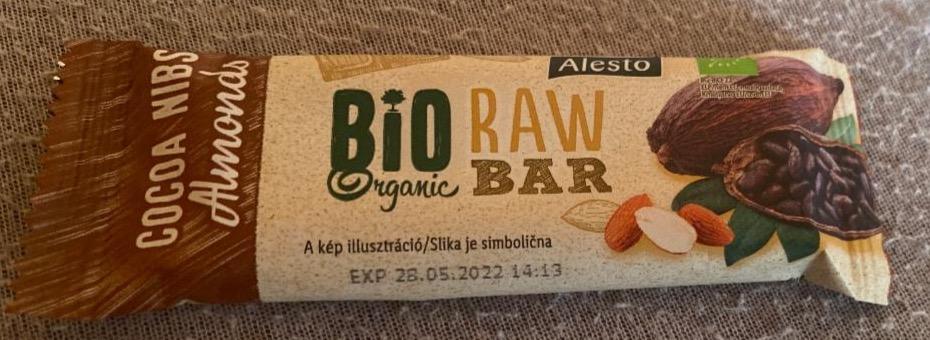 COCOA NIBS
Almonds
Alesto
BIO
Organic
RAW
BAR
A kép illusztráció/Slika je simbolična
EXP 28.05.2022 14:13